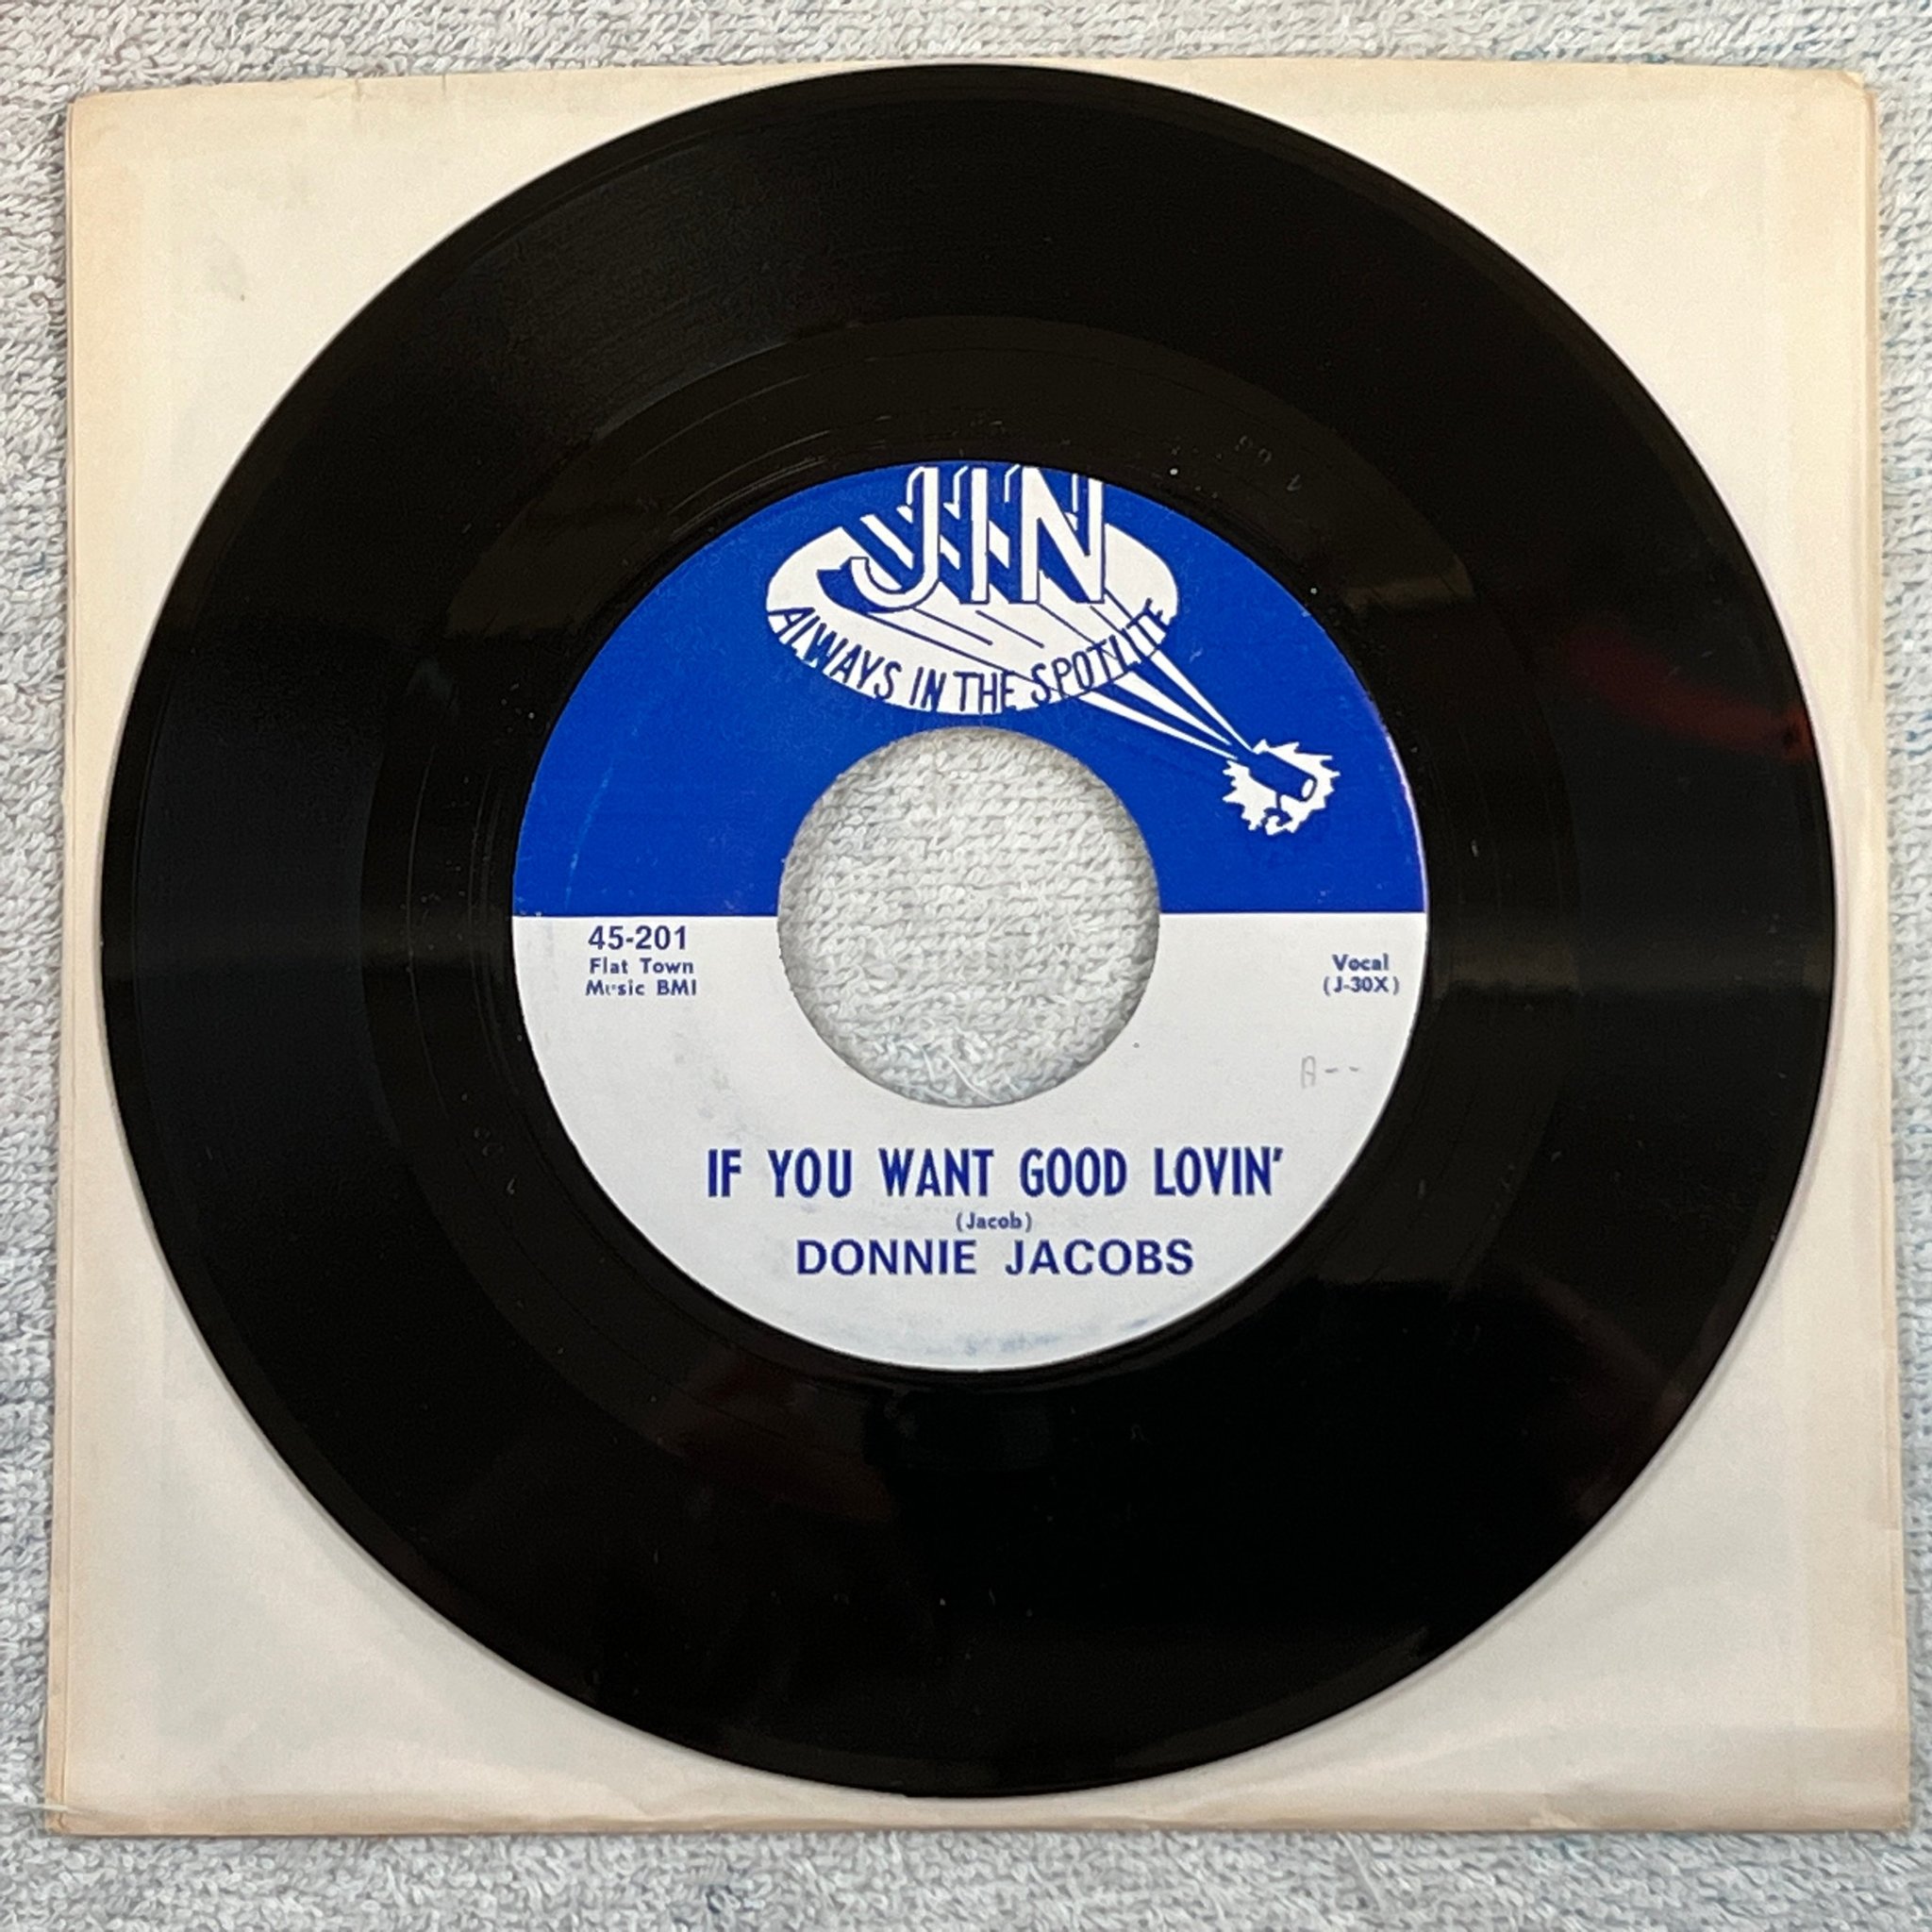 JIN
ALWAYS IN THE SPOTLITE
45-201
Flat Town
Music BMI
Vocal
(J-30X)
A--
IF YOU WANT GOOD LOVIN'
(Jacob)
DONNIE JACOBS